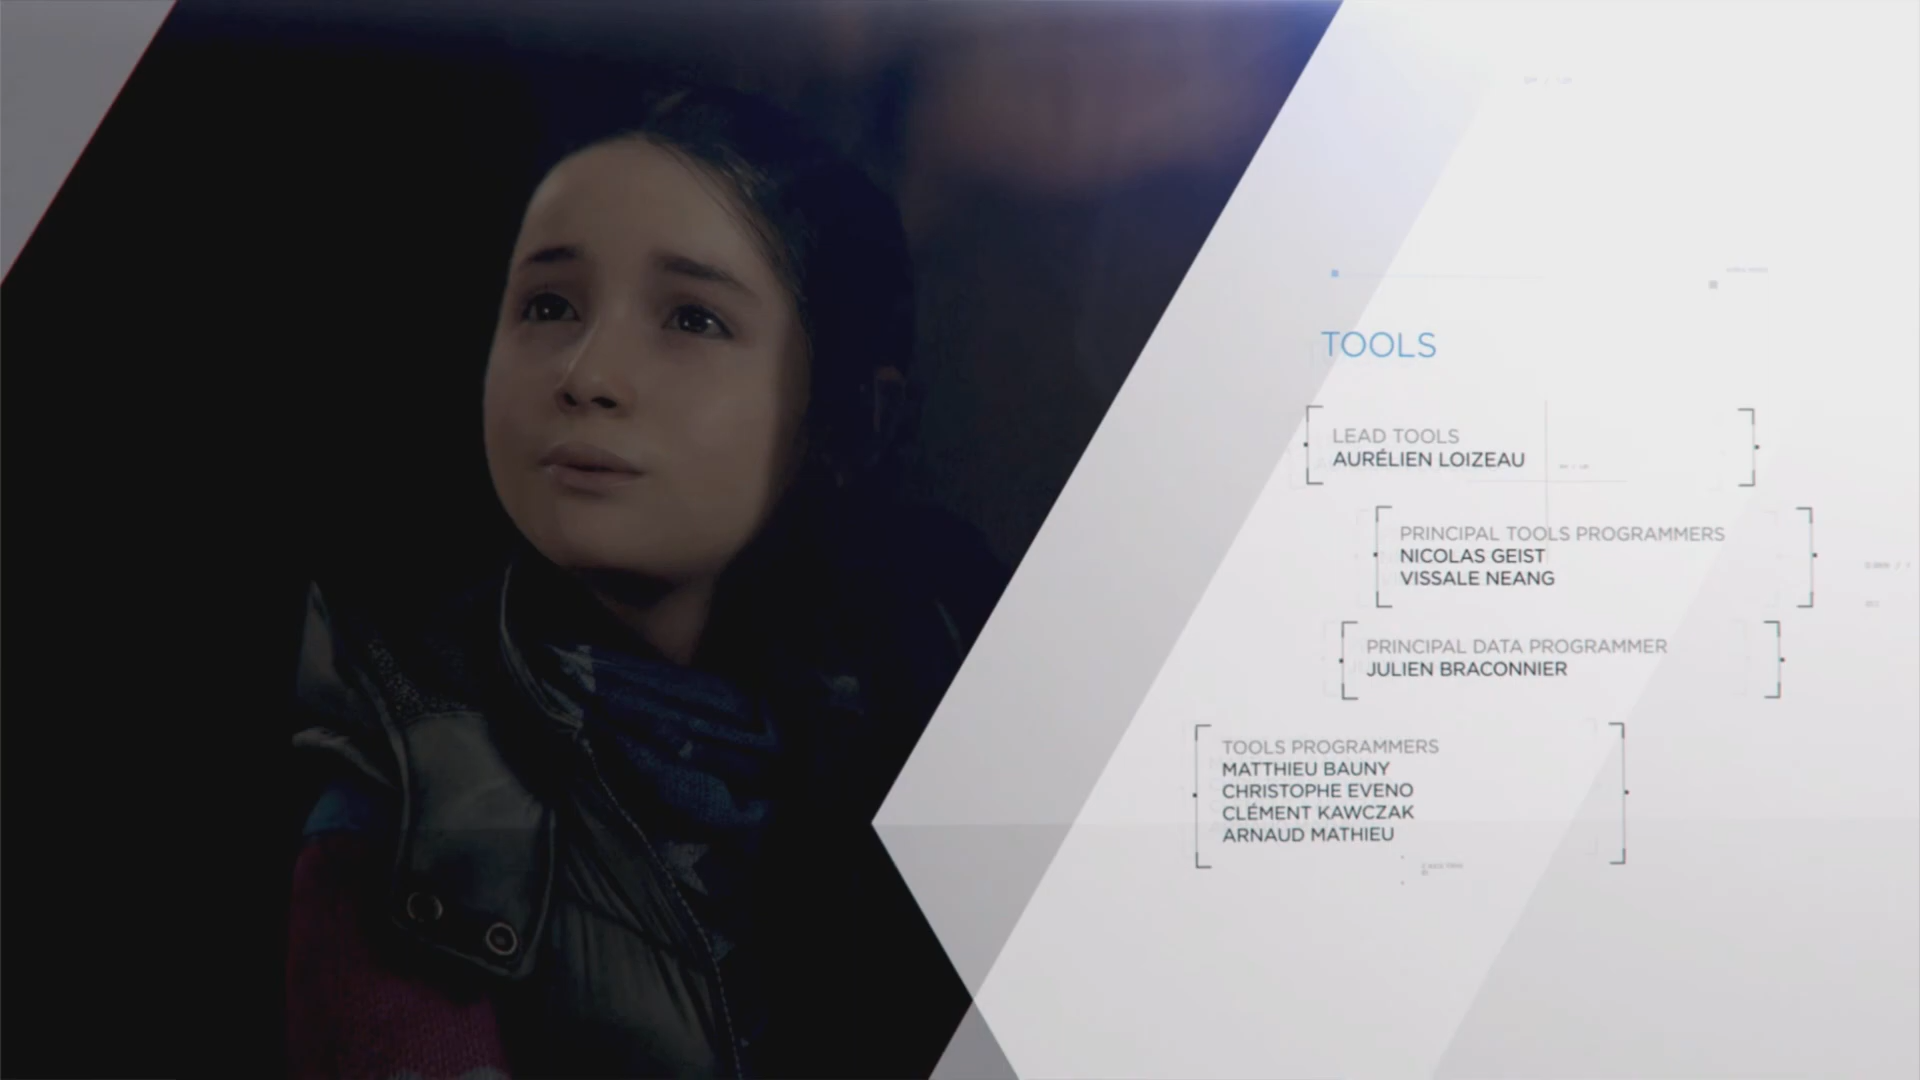 TOOLS
LEAD TOOLS
AURÉLIEN LOIZEAU
PRINCIPAL TOOLS PROGRAMMERS
NICOLAS GEIST
VISSALE NEANG
PRINCIPAL DATA PROGRAMMER
JULIEN BRACONNIER
TOOLS PROGRAMMERS
MATTHIEU BAUNY
CHRISTOPHE EVENO
CLÉMENT KAWCZAK
ARNAUD MATHIEU